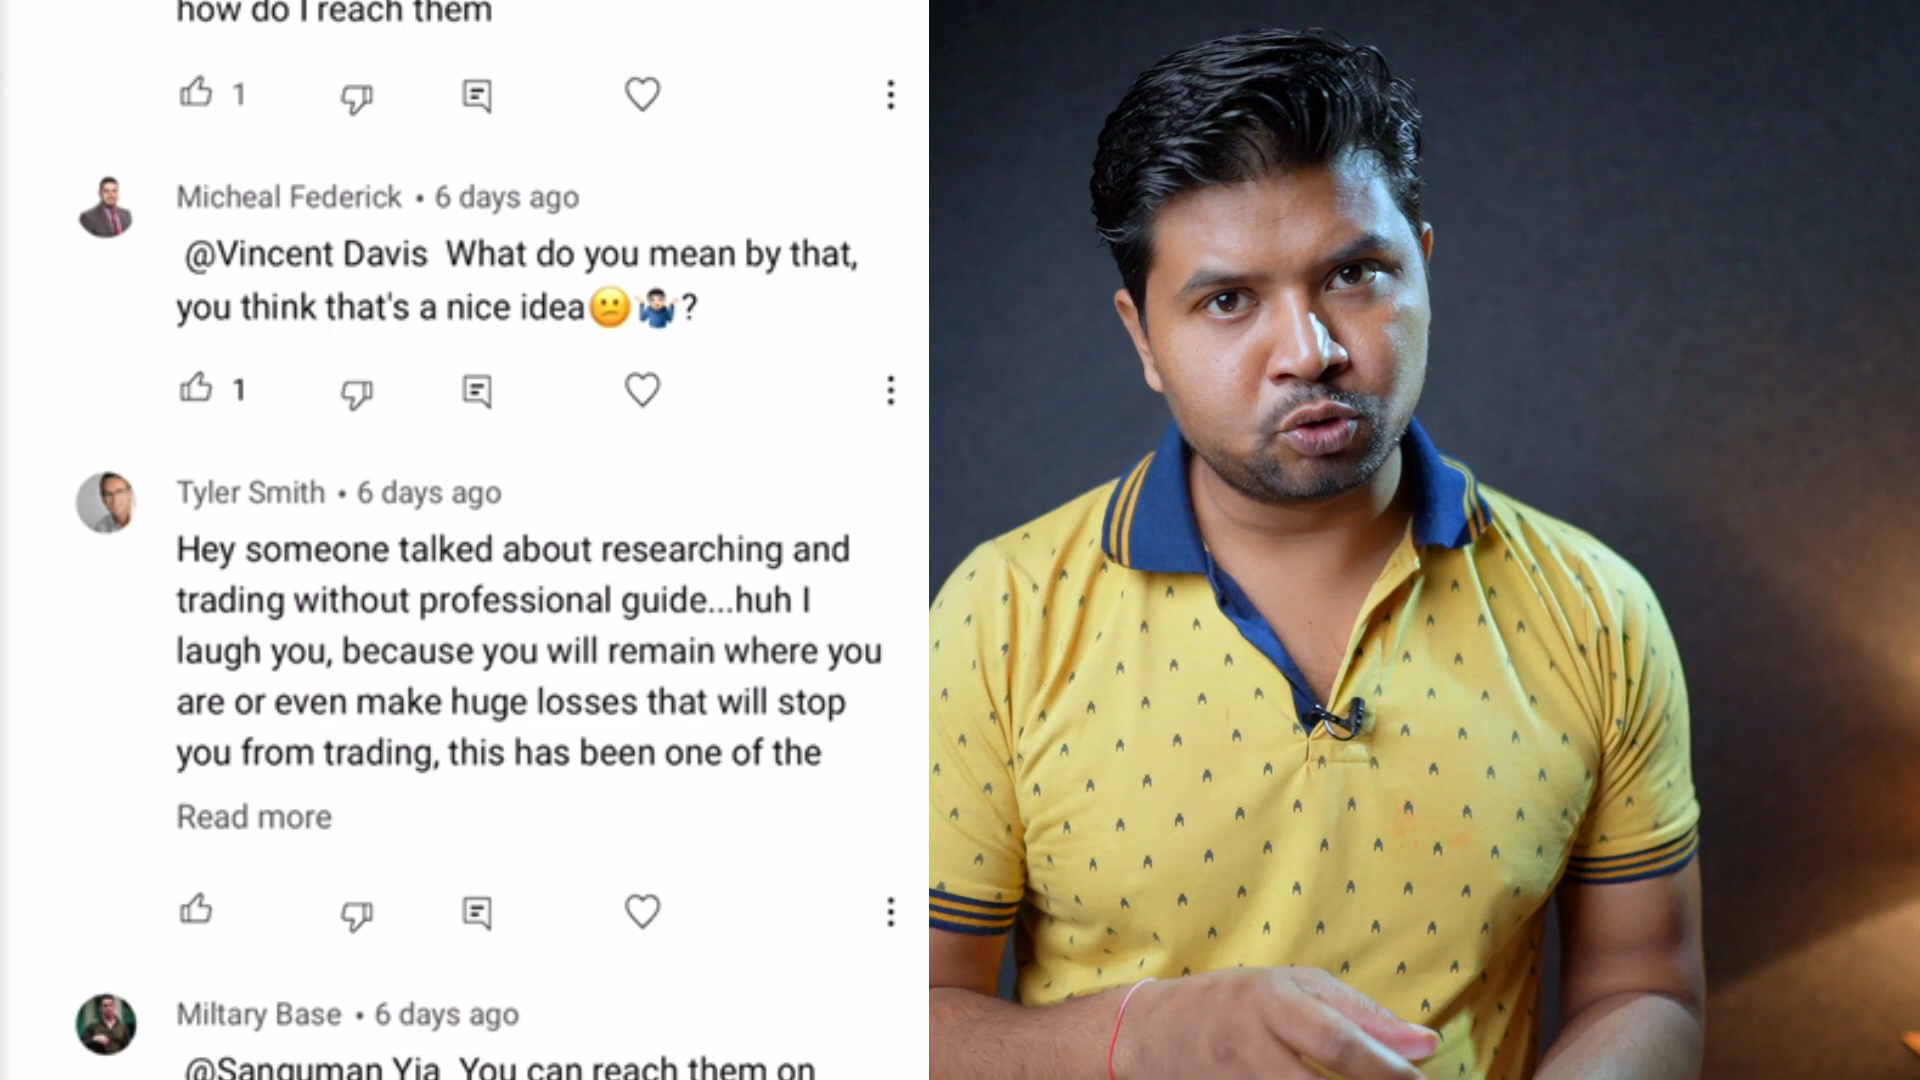 how do I reach them
1
Micheal Federick • 6 days ago
@Vincent Davis What do you mean by that,
you think that's a nice idea😕🤷🏻‍♂️?
1
Tyler Smith • 6 days ago
Hey someone talked about researching and
trading without professional guide...huh I
laugh you, because you will remain where you
are or even make huge losses that will stop
you from trading, this has been one of the
Read more
Miltary Base • 6 days ago
@Sanguman Yia You can reach them on